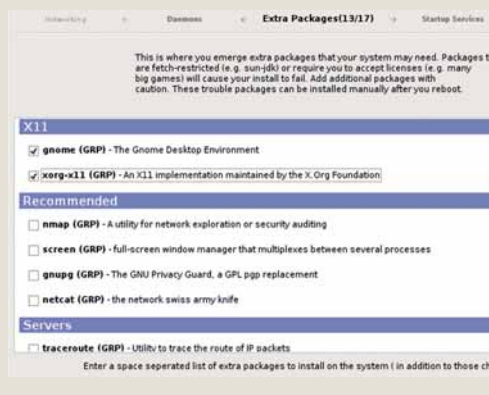 Networking Daemons Extra Packages(13/17) Startup Services
This is where you emerge extra packages that your system may need. Packages t
are fetch-restricted (e.g. sun-jdk) or require you to accept licenses (e.g. many
big games) will cause your install to fail. Add additional packages with
caution. These trouble packages can be installed manually after you reboot.
X11
gnome (GRP) - The Gnome Desktop Environment
xorg-x11 (GRP) - An X11 implementation maintained by the X.Org Foundation
Recommended
nmap (GRP) - A utility for network exploration or security auditing
screen (GRP) - full-screen window manager that multiplexes between several processes
gnupg (GRP) - The GNU Privacy Guard, a GPL pgp replacement
netcat (GRP) - the network swiss army knife
Servers
traceroute (GRP) - Utility to trace the route of IP packets
Enter a space seperated list of extra packages to install on the system ( in addition to those ch